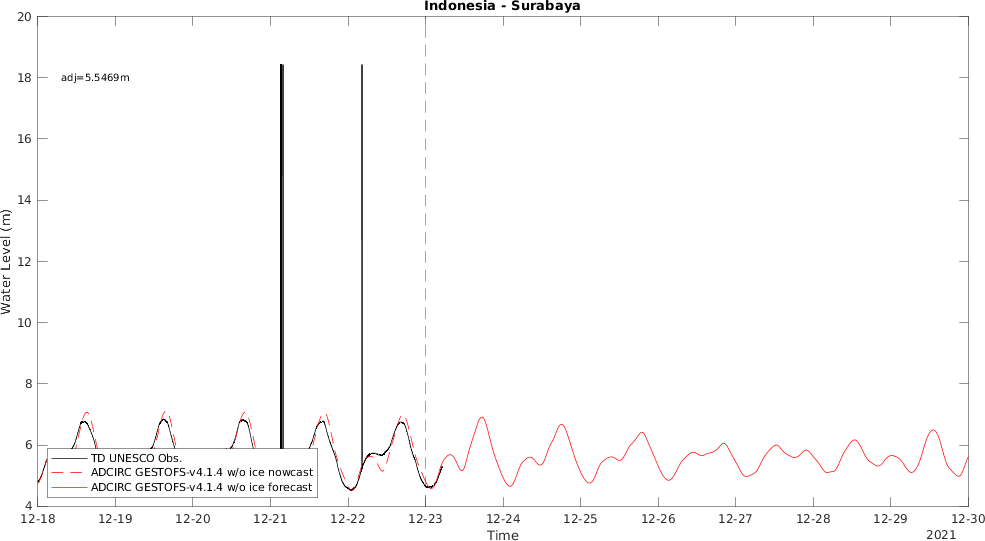 Indonesia - Surabaya
20
18
16
14
12
10
8
6
4
Water Level (m)
adj=5.5469m
TD UNESCO Obs.
ADCIRC GESTOFS-v4.1.4 w/o ice nowcast
ADCIRC GESTOFS-v4.1.4 w/o ice forecast
12-18 12-19 12-20 12-21 12-22 12-23 12-24 12-25 12-26 12-27 12-28 12-29 12-30
Time
2021